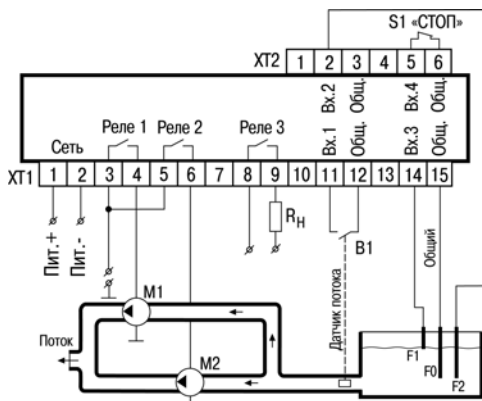 S1 «СТОП»
XT2 1 2 3 4 5 6
Вх.2 Общ. Вх.4 Общ.
Реле 1 Реле 2 Реле 3
Вх.1 Общ. Вх.3 Общ.
Сеть
XT1 1 2 3 4 5 6 7 8 9 10 11 12 13 14 15
Пит.+ Пит.-
RН
B1
Датчик потока
Общий
M1
Поток
M2
F1 F0 F2